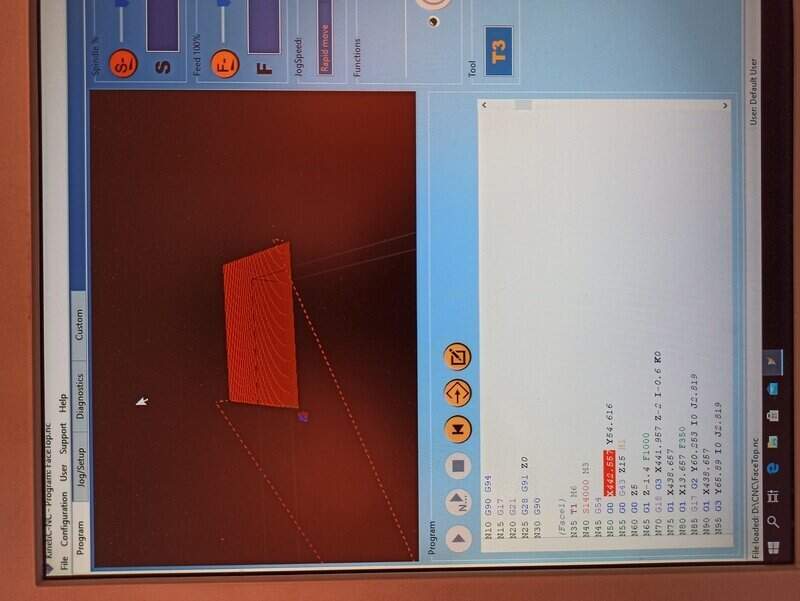 KinetiC-NC - Program: FaceTop.nc
File Configuration User Support Help
Program Jog/Setup Diagnostics Custom
Spindle %
S-
S
Feed 100%
F-
F
JogSpeed:
Rapid move
Functions
Program
N...
Tool
T3
N10 G90 G94
N15 G17
N20 G21
N25 G28 G91 Z0
N30 G90
(Face1)
N35 T1 M6
N40 S14000 M3
N45 G54
N50 G0 X442.557 Y54.616
N55 G0 G43 Z15 H1
N60 G0 Z5
N65 G1 Z-1.4 F1000
N70 G18 G3 X441.957 Z-2 I-0.6 K0
N75 G1 X438.657
N80 G1 X13.657 F350
N85 G17 G2 Y60.253 I0 J2.819
N90 G1 X438.657
N95 G3 Y65.89 I0 J2.819
File loaded: D:\CNC\FaceTop.nc
User: Default User